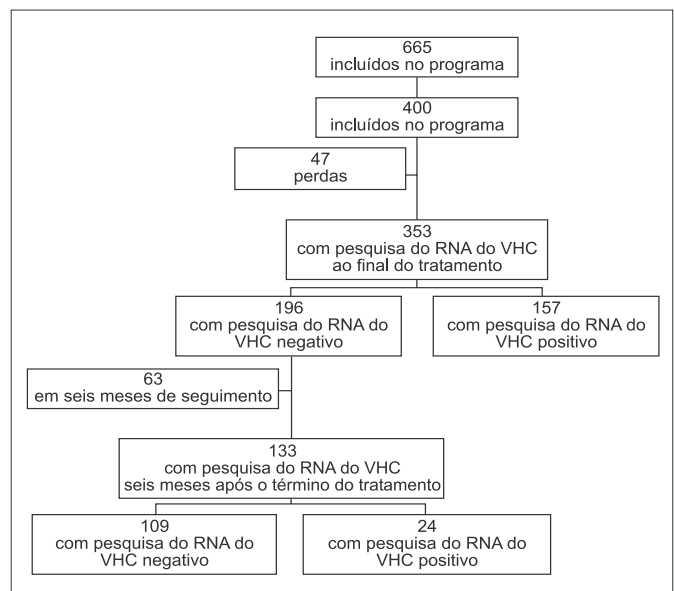 665
incluídos no programa
400
incluídos no programa
47
perdas
353
com pesquisa do RNA do VHC
ao final do tratamento
196
com pesquisa do RNA do
VHC negativo
157
com pesquisa do RNA do
VHC positivo
63
em seis meses de seguimento
133
com pesquisa do RNA do VHC
seis meses após o término do tratamento
109
com pesquisa do RNA do
VHC negativo
24
com pesquisa do RNA do
VHC positivo